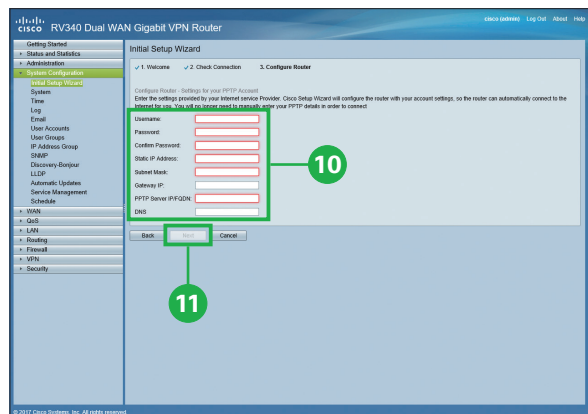 cisco RV340 Dual WAN Gigabit VPN Router
cisco (admin) Log Out About Help
Getting Started
Status and Statistics
Administration
System Configuration
Initial Setup Wizard
System
Time
Log
Email
User Accounts
User Groups
IP Address Group
SNMP
Discovery-Bonjour
LLDP
Automatic Updates
Service Management
Schedule
WAN
QoS
LAN
Routing
Firewall
VPN
Security
Initial Setup Wizard
✓ 1. Welcome ✓ 2. Check Connection 3. Configure Router
Configure Router - Settings for your PPTP Account
Enter the settings provided by your Internet service Provider. Cisco Setup Wizard will configure the router with your account settings, so the router can automatically connect to the
Internet for you. You will no longer need to manually enter your PPTP details in order to connect
Username:
Password:
Confirm Password:
Static IP Address:
Subnet Mask:
Gateway IP:
PPTP Server IP/FQDN:
DNS
10
Back Next Cancel
11
© 2017 Cisco Systems, Inc. All rights reserved